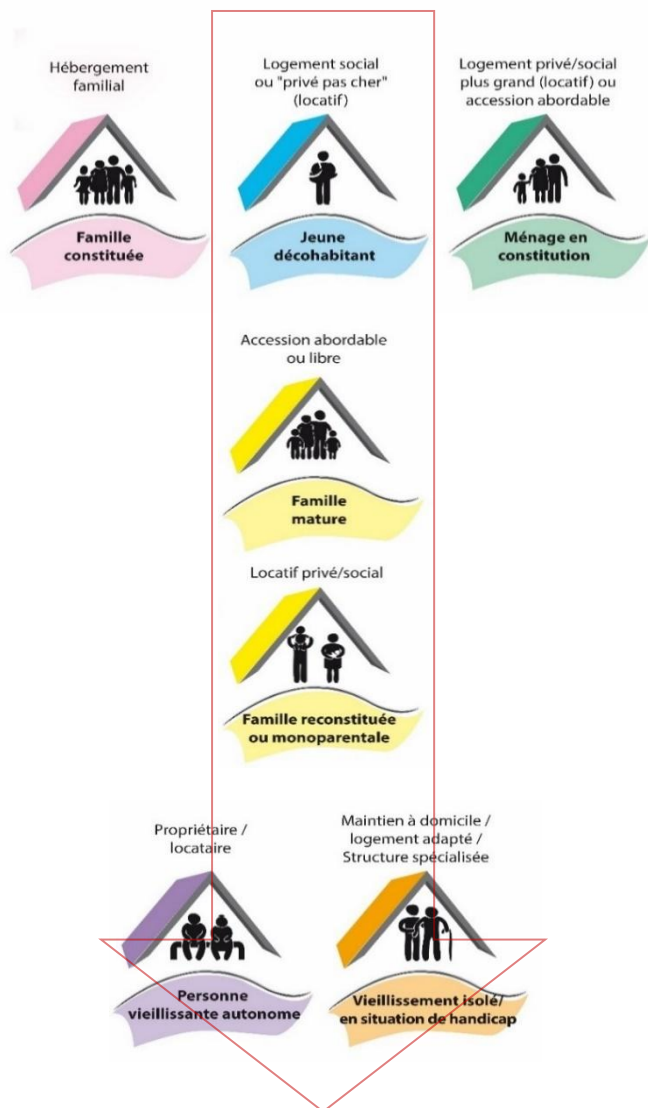 Hébergement
familial
Famille
constituée
Logement social
ou "privé pas cher"
(locatif)
Jeune
décohabitant
Logement privé/social
plus grand (locatif) ou
accession abordable
Ménage en
constitution
Accession abordable
ou libre
Famille
mature
Locatif privé/social
Famille reconstituée
ou monoparentale
Propriétaire /
locataire
Personne
vieillissante autonome
Maintien à domicile /
logement adapté /
Structure spécialisée
Vieillissement isolé/
en situation de handicap